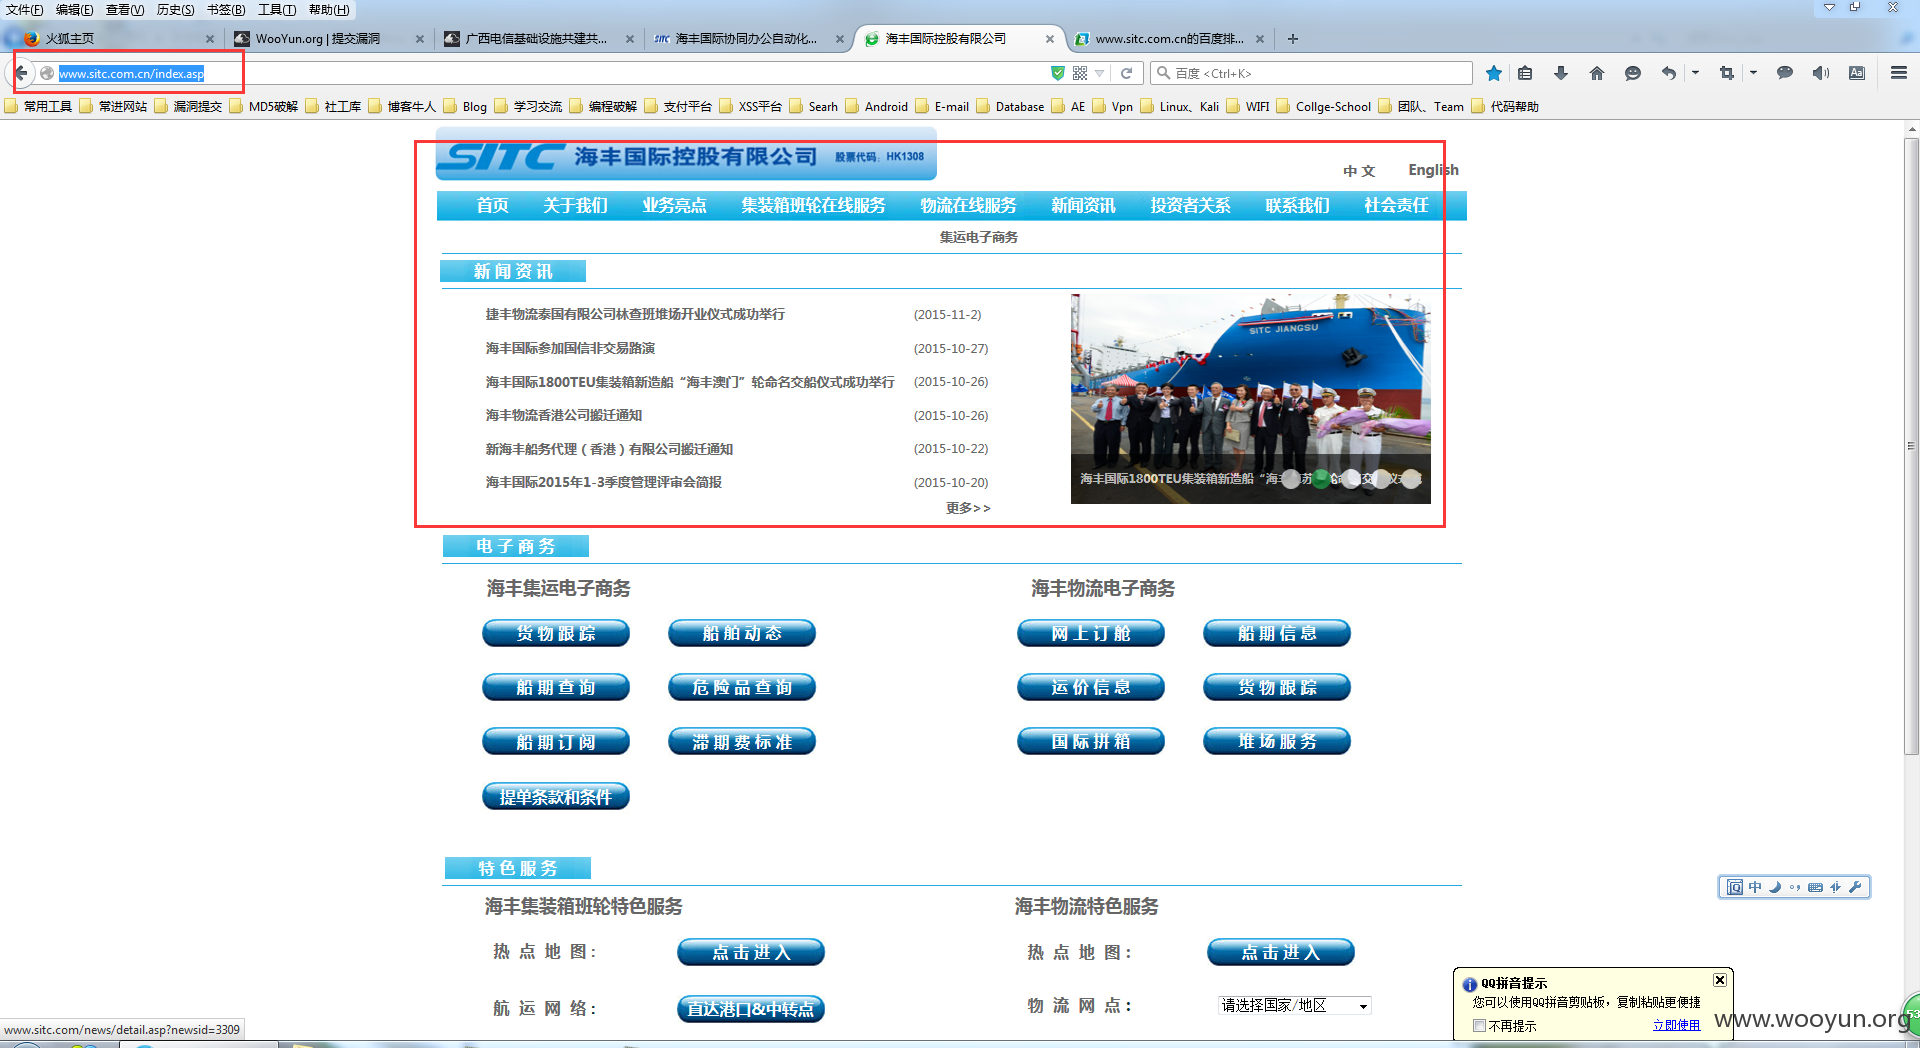 文件(F) 编辑(E) 查看(V) 历史(S) 书签(B) 工具(T) 帮助(H)
火狐主页
WooYun.org | 提交漏洞
广西电信基础设施共建共...
SITC 海丰国际协同办公自动化...
海丰国际控股有限公司
www.sitc.com.cn的百度排...
www.sitc.com.cn/index.asp
百度 <Ctrl+K>
常用工具 常进网站 漏洞提交 MD5破解 社工库 博客牛人 Blog 学习交流 编程破解 支付平台 XSS平台 Searh Android E-mail Database AE Vpn Linux、Kali WIFI Collge-School 团队、Team 代码帮助
SITC 海丰国际控股有限公司 股票代码：HK1308
中 文 English
首页 关于我们 业务亮点 集装箱班轮在线服务 物流在线服务 新闻资讯 投资者关系 联系我们 社会责任
集运电子商务
新闻资讯
捷丰物流泰国有限公司林查班堆场开业仪式成功举行 (2015-11-2)
海丰国际参加国信非交易路演 (2015-10-27)
海丰国际1800TEU集装箱新造船“海丰澳门”轮命名交船仪式成功举行 (2015-10-26)
海丰物流香港公司搬迁通知 (2015-10-26)
新海丰船务代理（香港）有限公司搬迁通知 (2015-10-22)
海丰国际2015年1-3季度管理评审会简报 (2015-10-20)
更多>>
SITC JIANGSU
海丰国际1800TEU集装箱新造船
电子商务
海丰集运电子商务 海丰物流电子商务
货物跟踪 船舶动态 网上订舱 船期信息
船期查询 危险品查询 运价信息 货物跟踪
船期订阅 滞期费标准 国际拼箱 堆场服务
提单条款和条件
特色服务
海丰集装箱班轮特色服务 海丰物流特色服务
热 点 地 图： 点击进入 热 点 地 图： 点击进入
航 运 网 络： 直达港口&中转点 物 流 网 点： 请选择国家/地区
中
QQ拼音提示
您可以使用QQ拼音剪贴板，复制粘贴更便捷
不再提示 立即使用
www.sitc.com/news/detail.asp?newsid=3309
www.wooyun.org
53